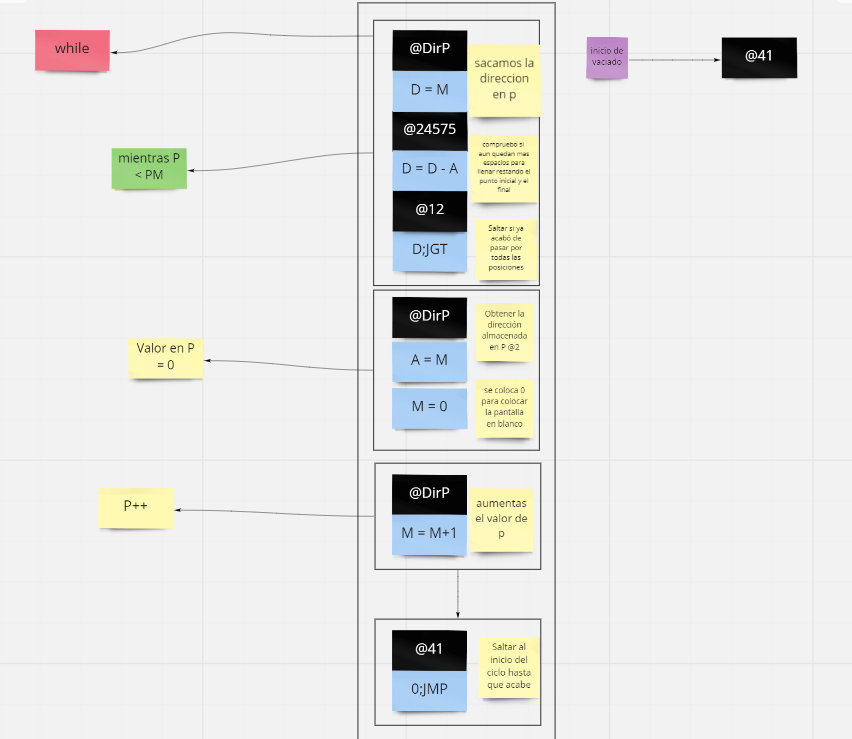 while
@DirP
sacamos la
direccion
en p
inicio de
vaciado
@41
D = M
@24575
mientras P
< PM
D = D - A
compruebo si
aun quedan mas
espacios para
llenar restando el
punto inicial y el
final
@12
D;JGT
Saltar si ya
acabó de
pasar por
todas las
posiciones
@DirP
Obtener la
dirección
almacenada
en P @2
Valor en P
= 0
A = M
M = 0
se coloca 0
para colocar
la pantalla
en blanco
P++
@DirP
M = M+1
aumentas
el valor de
p
@41
0;JMP
Saltar al
inicio del
ciclo hasta
que acabe